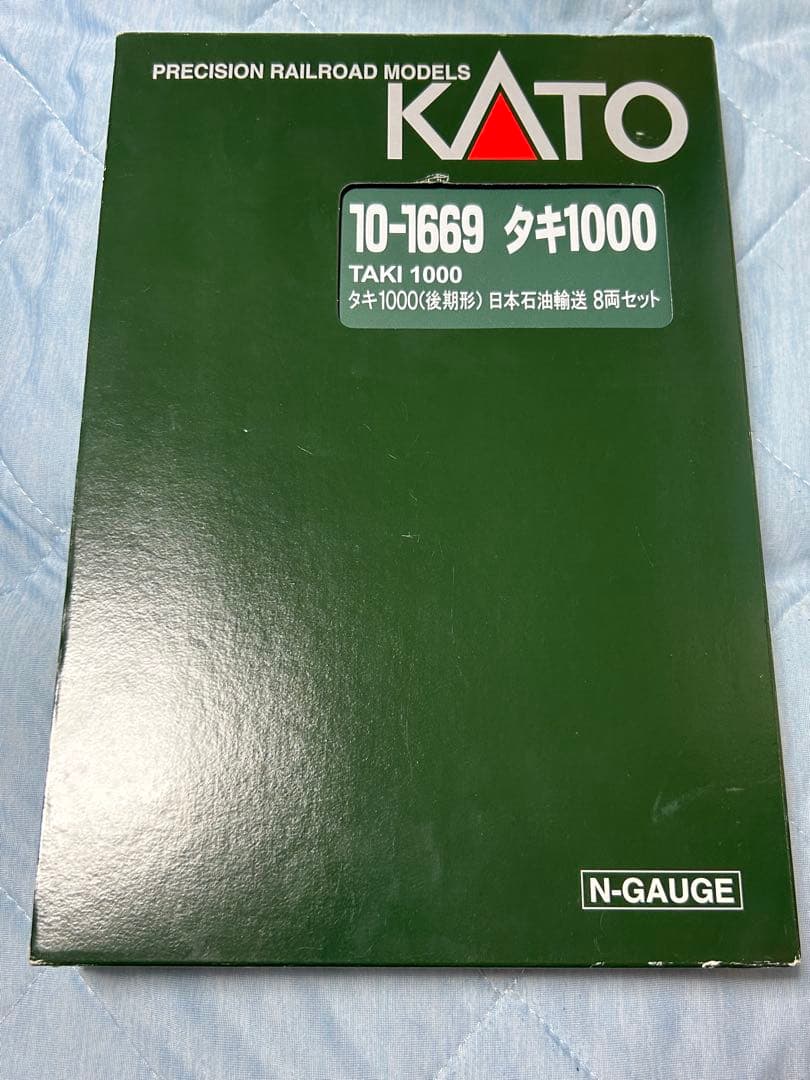 PRECISION RAILROAD MODELS
KATO
10-1669 タキ1000
TAKI 1000
タキ1000(後期形) 日本石油輸送 8両セット
N-GAUGE